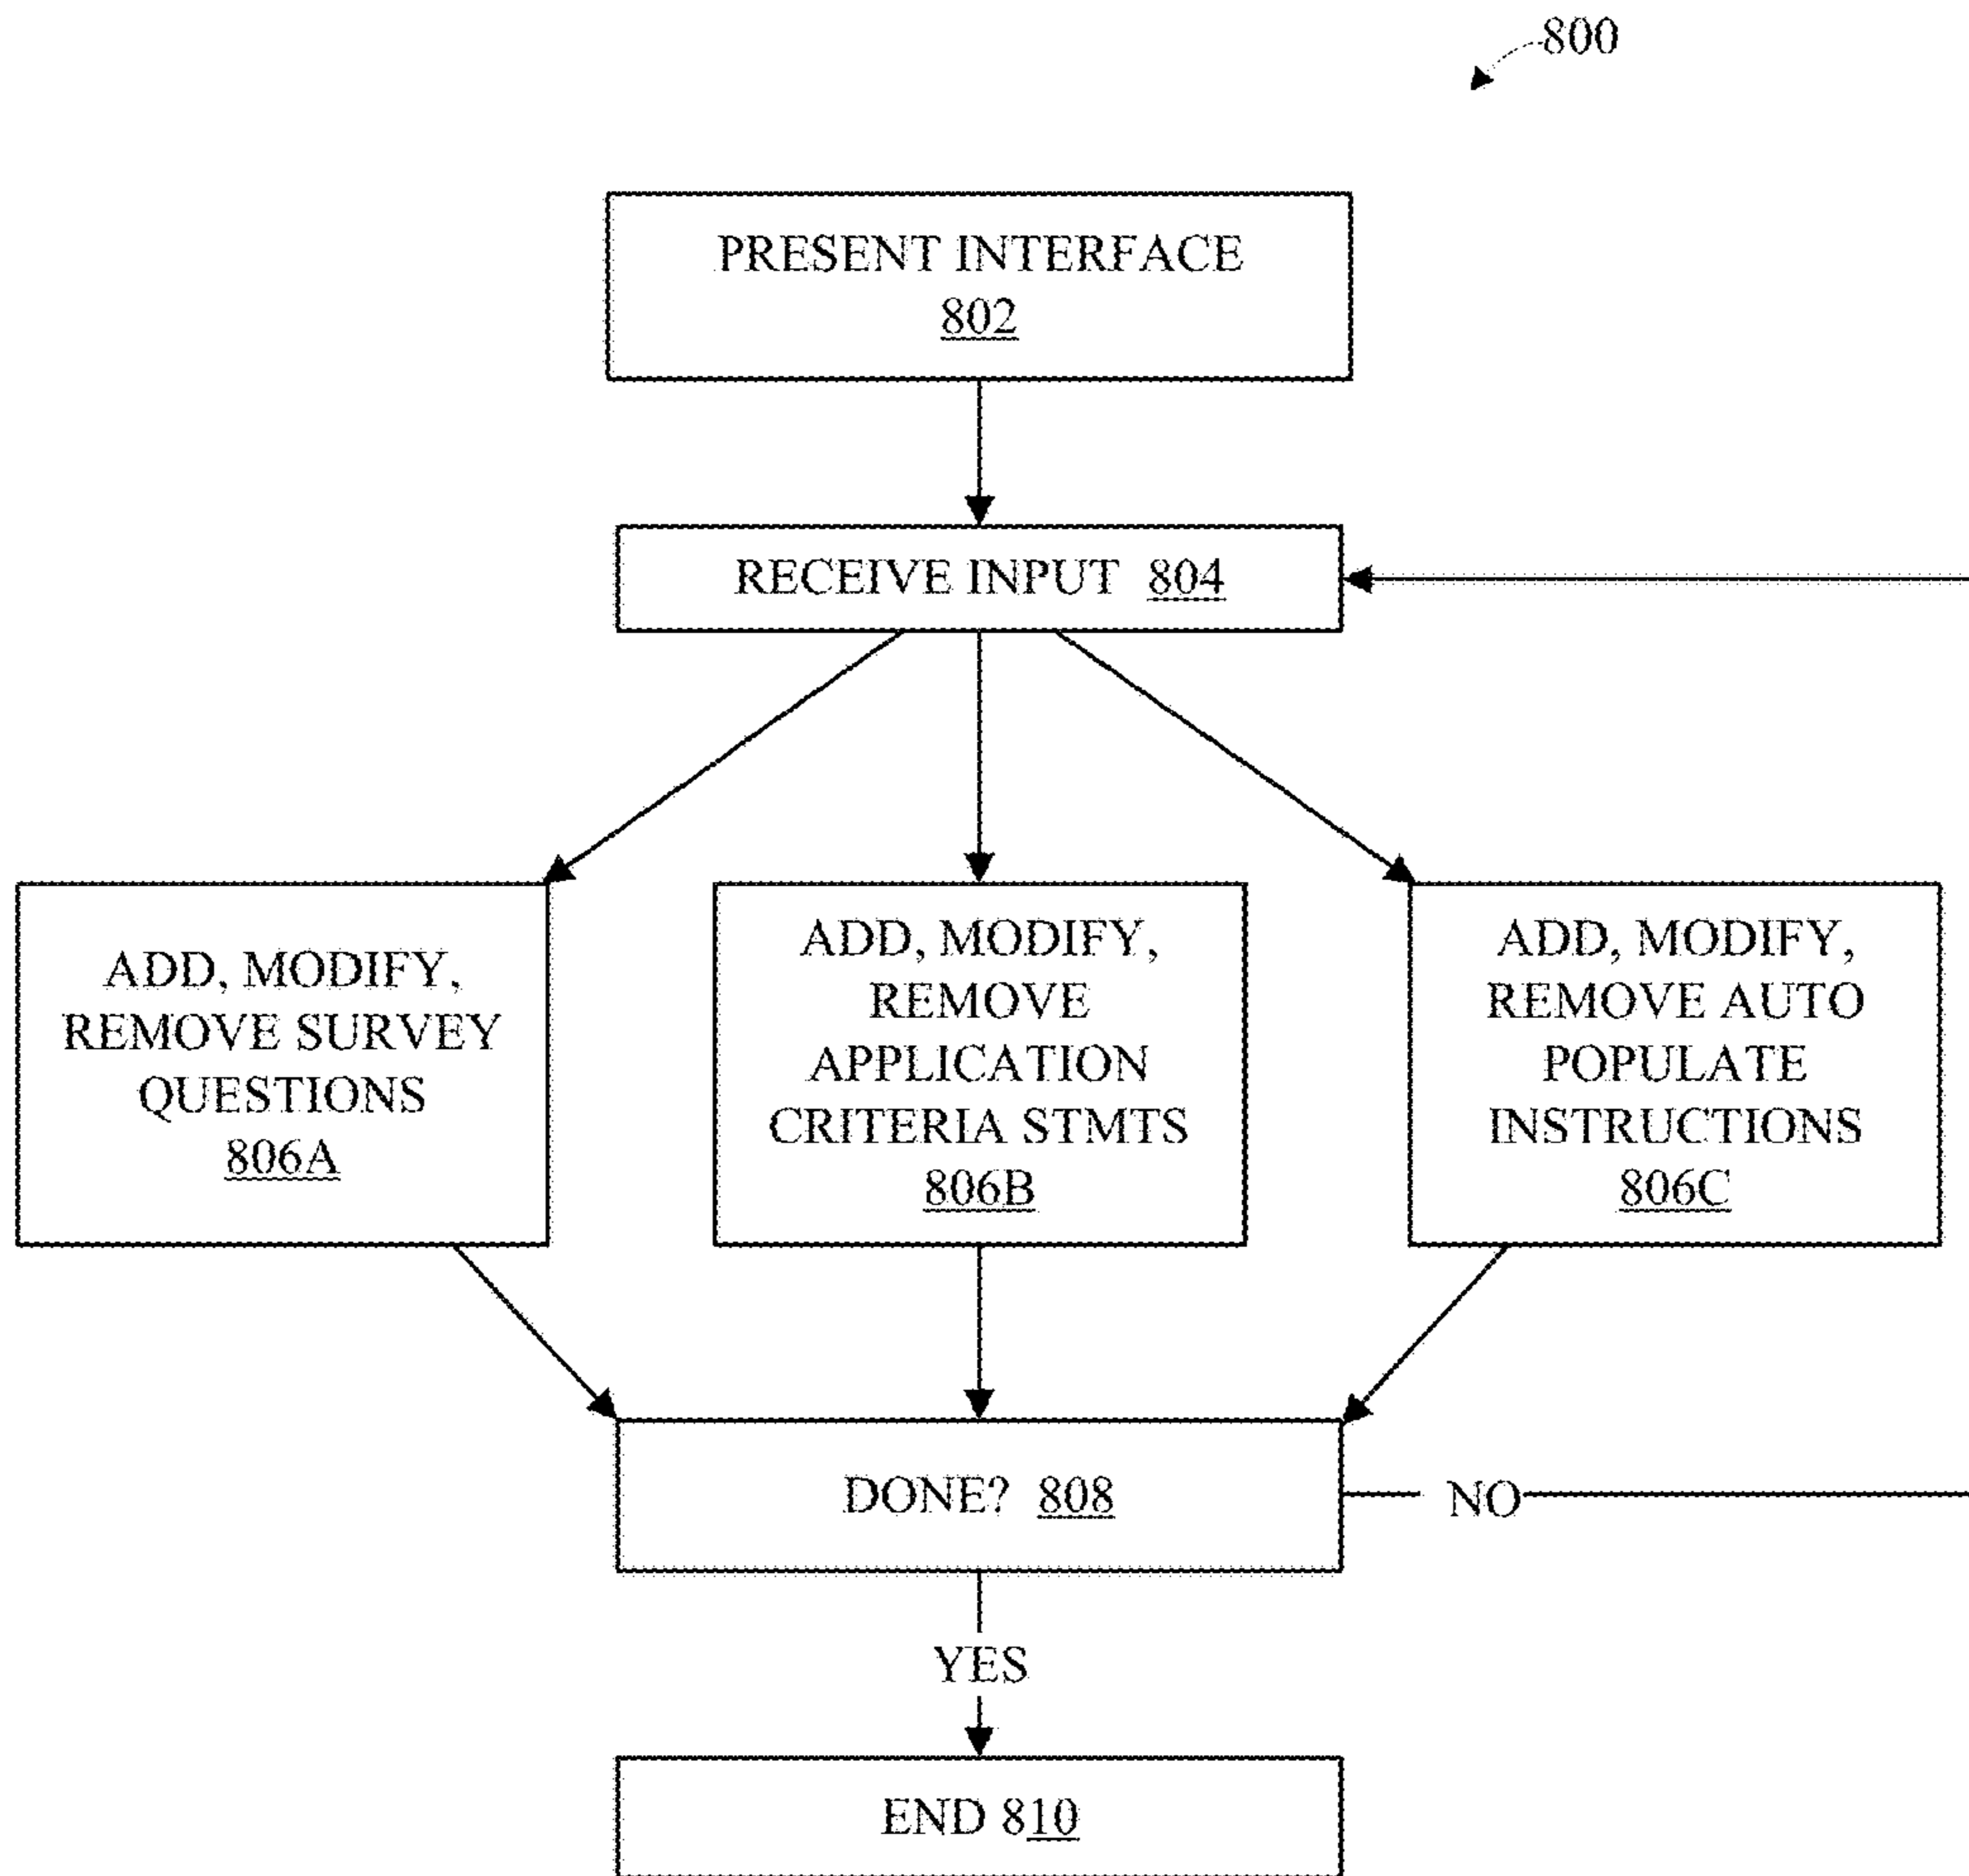 800
PRESENT INTERFACE
802
RECEIVE INPUT 804
ADD, MODIFY,
REMOVE SURVEY
QUESTIONS
806A
ADD, MODIFY,
REMOVE
APPLICATION
CRITERIA STMTS
806B
ADD, MODIFY,
REMOVE AUTO
POPULATE
INSTRUCTIONS
806C
DONE? 808
NO
YES
END 810